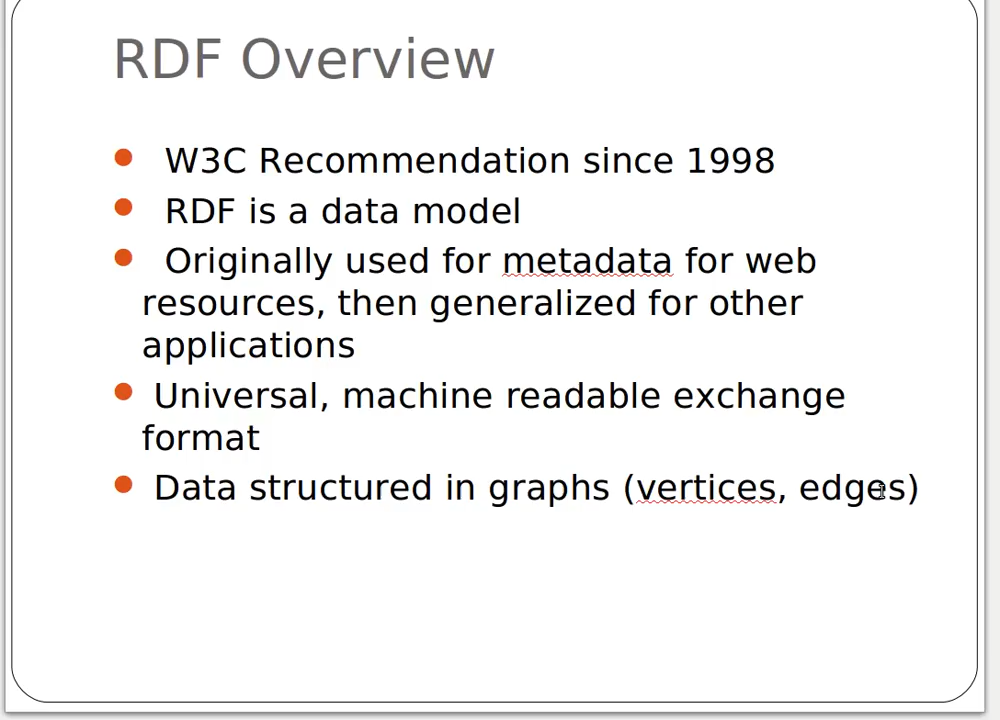 RDF Overview
W3C Recommendation since 1998
RDF is a data model
Originally used for metadata for web
resources, then generalized for other
applications
Universal, machine readable exchange
format
Data structured in graphs (vertices, edges)